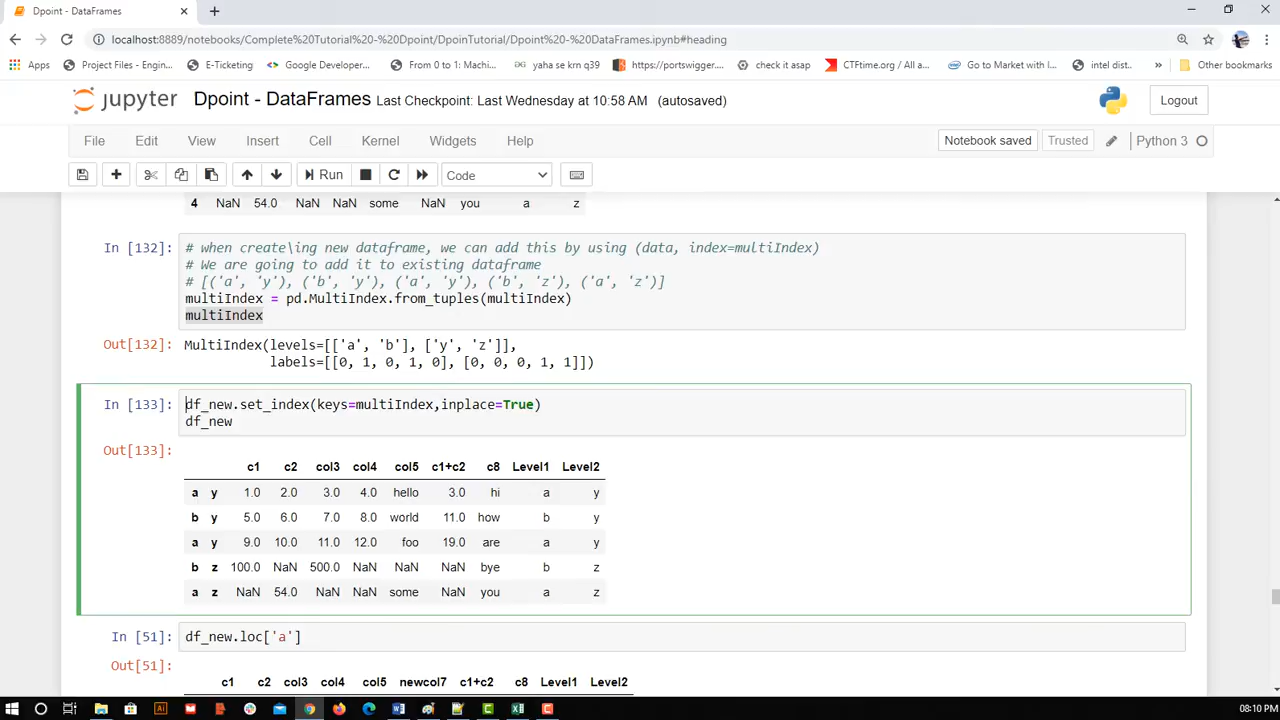 Dpoint - DataFrames
localhost:8889/notebooks/Complete%20Tutorial%20-%20Dpoint/DpoinTutorial/Dpoint%20-%20DataFrames.ipynb#heading
Apps Project Files - Engin... E-Ticketing Google Developer... From 0 to 1: Machi... yaha se krn q39 https://portswigger.... check it asap CTFtime.org / All a... Go to Market with I... intel dist.. » Other bookmarks
jupyter Dpoint - DataFrames Last Checkpoint: Last Wednesday at 10:58 AM (autosaved) Logout
File Edit View Insert Cell Kernel Widgets Help Notebook saved Trusted Python 3
Run Code
4 NaN 54.0 NaN NaN some NaN you a z
In [132]: # when create\ing new dataframe, we can add this by using (data, index=multiIndex)
# We are going to add it to existing dataframe
# [('a', 'y'), ('b', 'y'), ('a', 'y'), ('b', 'z'), ('a', 'z')]
multiIndex = pd.MultiIndex.from_tuples(multiIndex)
multiIndex
Out[132]: MultiIndex(levels=[['a', 'b'], ['y', 'z']],
labels=[[0, 1, 0, 1, 0], [0, 0, 0, 1, 1]])
In [133]: df_new.set_index(keys=multiIndex,inplace=True)
df_new
Out[133]:
c1 c2 col3 col4 col5 c1+c2 c8 Level1 Level2
a y 1.0 2.0 3.0 4.0 hello 3.0 hi a y
b y 5.0 6.0 7.0 8.0 world 11.0 how b y
a y 9.0 10.0 11.0 12.0 foo 19.0 are a y
b z 100.0 NaN 500.0 NaN NaN NaN bye b z
a z NaN 54.0 NaN NaN some NaN you a z
In [51]: df_new.loc['a']
Out[51]:
c1 c2 col3 col4 col5 newcol7 c1+c2 c8 Level1 Level2
08:10 PM